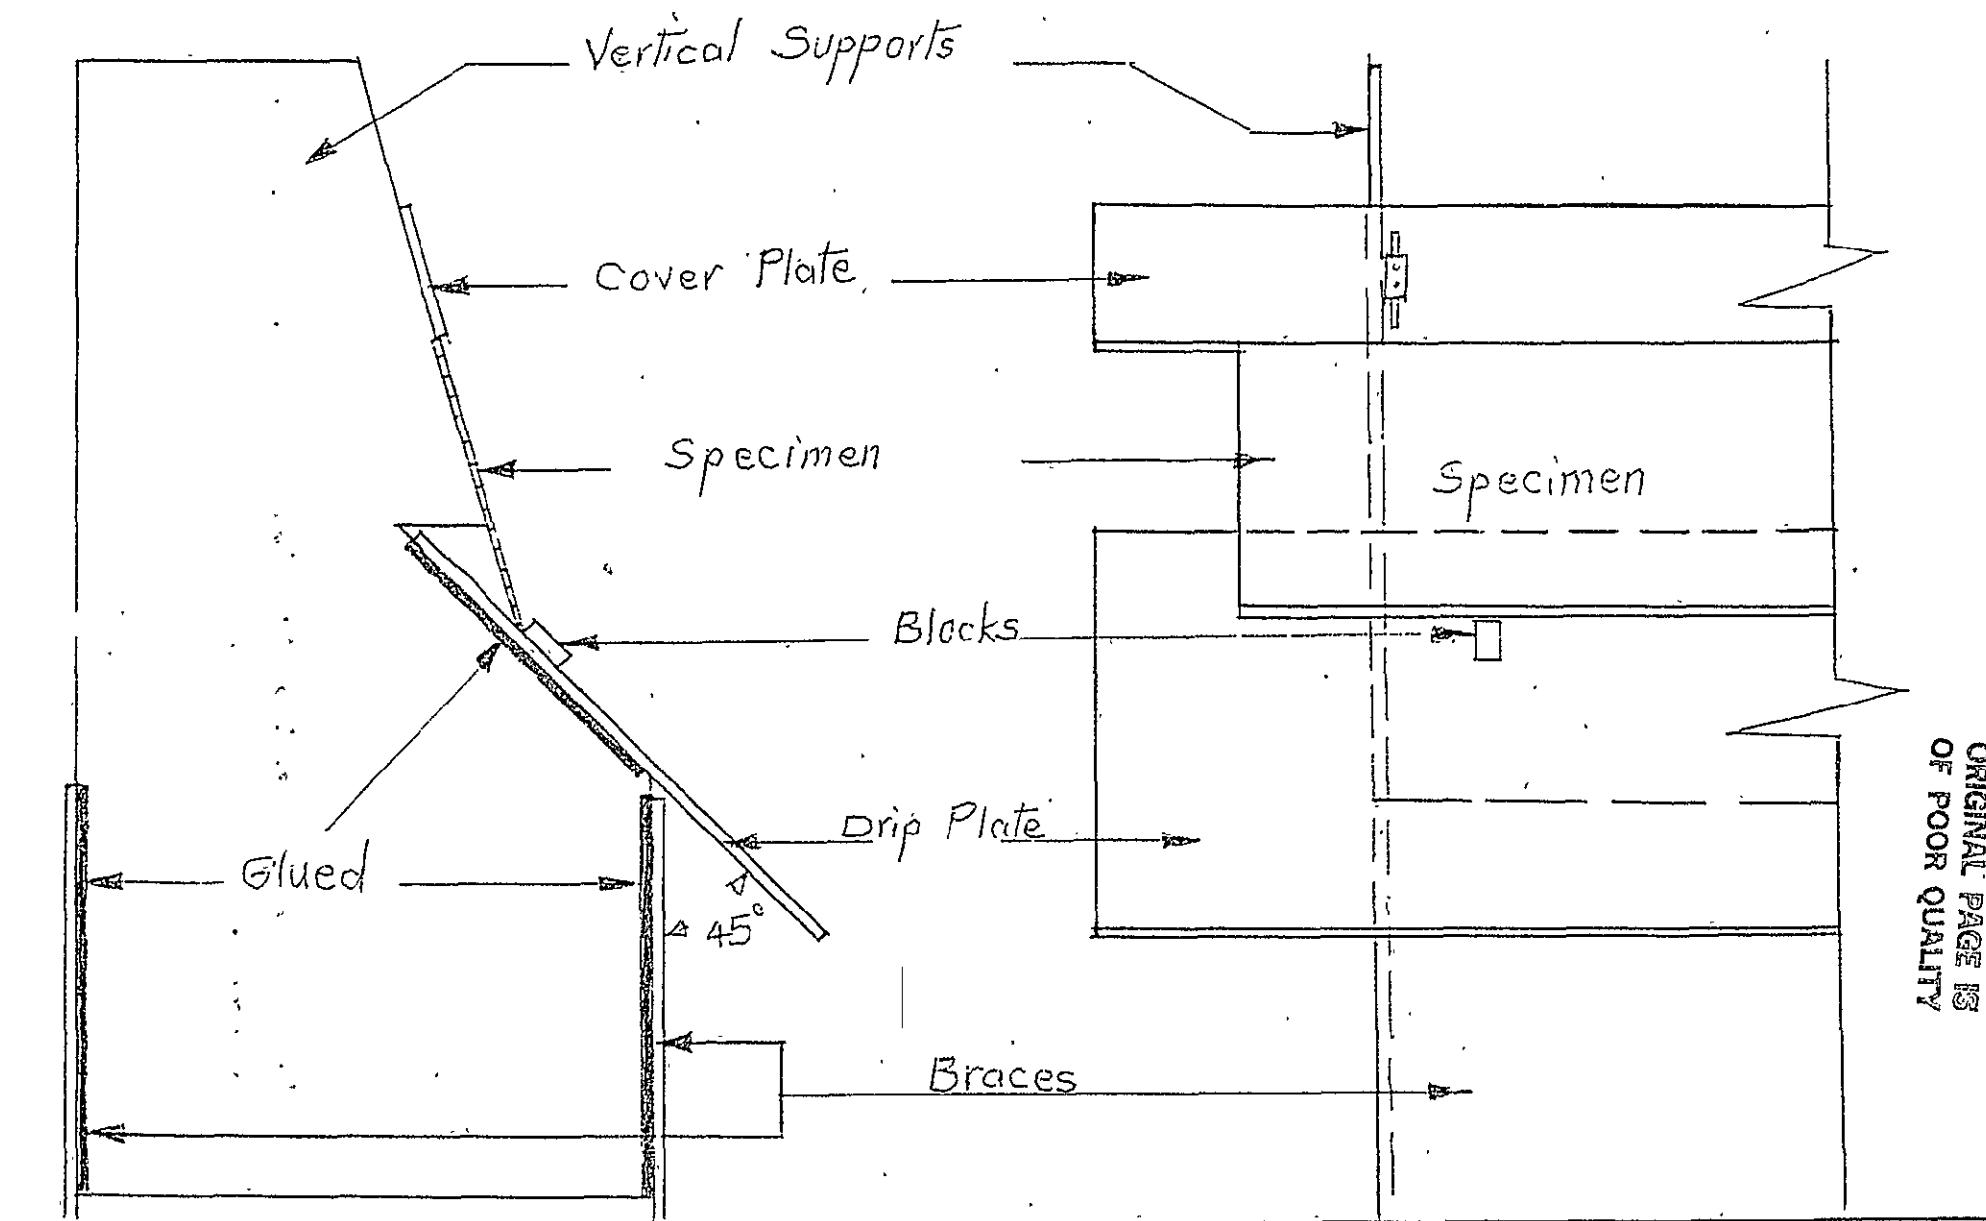 Vertical Supports
Cover Plate
Specimen
Specimen
Blocks
Drip Plate
Glued
45°
Braces
ORIGINAL PAGE IS
OF POOR QUALITY